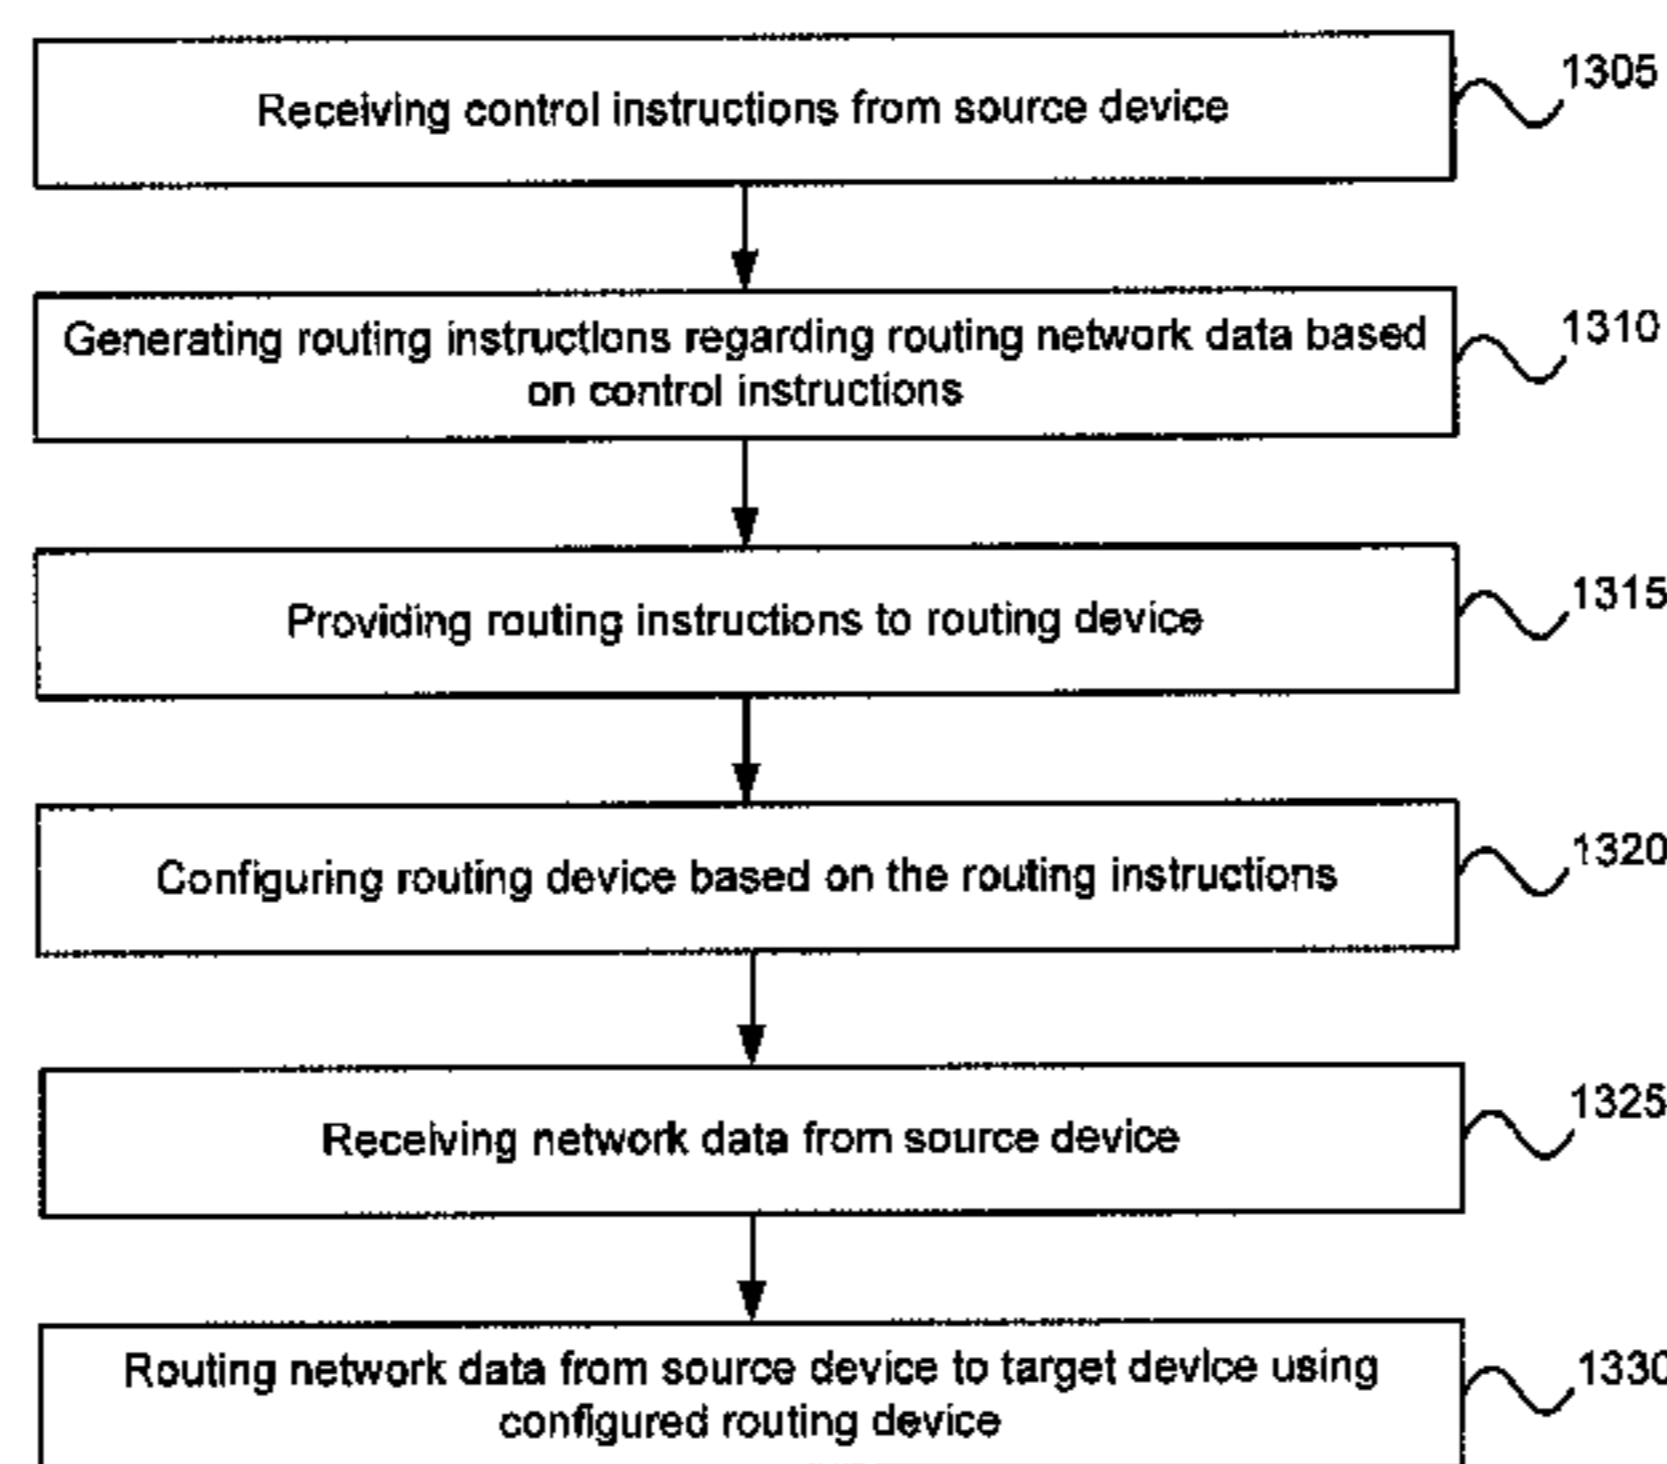 Receiving control instructions from source device
1305
Generating routing instructions regarding routing network data based
on control instructions
1310
Providing routing instructions to routing device
1315
Configuring routing device based on the routing instructions
1320
Receiving network data from source device
1325
Routing network data from source device to target device using
configured routing device
1330